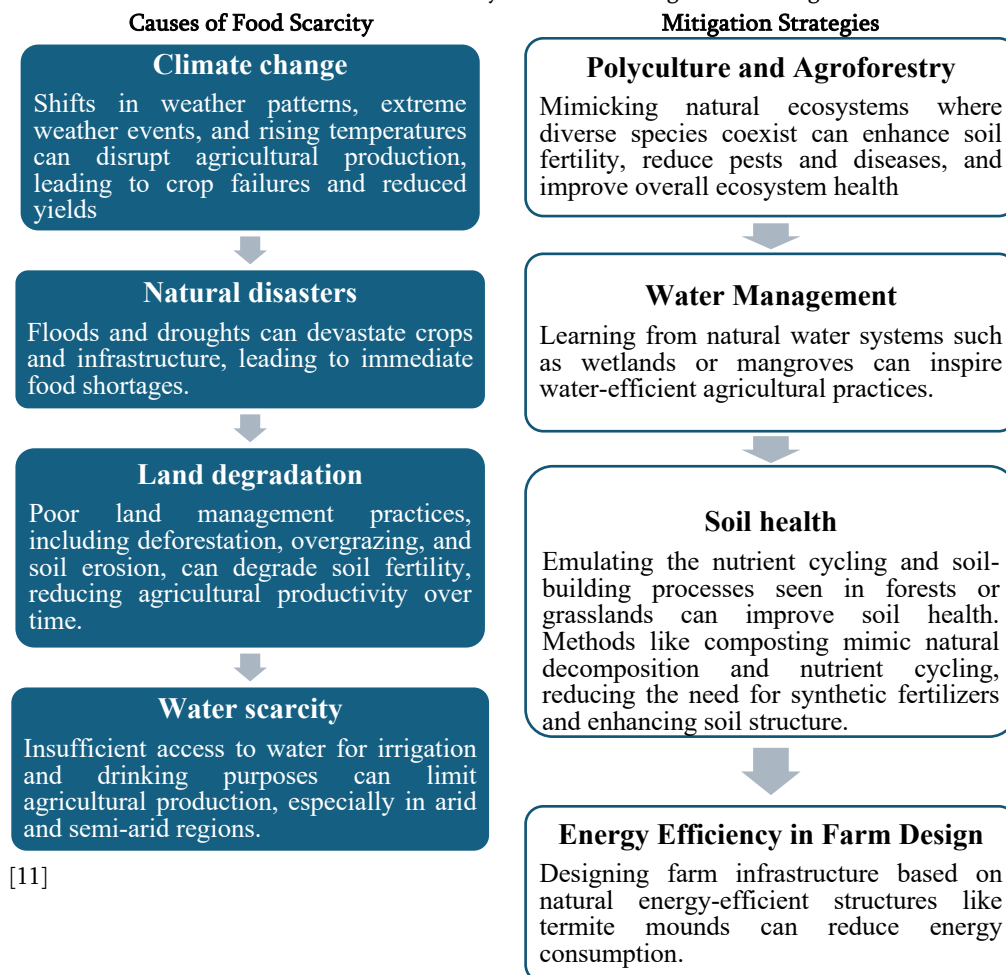 Causes of Food Scarcity
Climate change
Shifts in weather patterns, extreme
weather events, and rising temperatures
can disrupt agricultural production,
leading to crop failures and reduced
yields
Natural disasters
Floods and droughts can devastate crops
and infrastructure, leading to immediate
food shortages.
Land degradation
Poor land management practices,
including deforestation, overgrazing, and
soil erosion, can degrade soil fertility,
reducing agricultural productivity over
time.
Water scarcity
Insufficient access to water for irrigation
and drinking purposes can limit
agricultural production, especially in arid
and semi-arid regions.
[11]
Mitigation Strategies
Polyculture and Agroforestry
Mimicking natural ecosystems where
diverse species coexist can enhance soil
fertility, reduce pests and diseases, and
improve overall ecosystem health
Water Management
Learning from natural water systems such
as wetlands or mangroves can inspire
water-efficient agricultural practices.
Soil health
Emulating the nutrient cycling and soil-
building processes seen in forests or
grasslands can improve soil health.
Methods like composting mimic natural
decomposition and nutrient cycling,
reducing the need for synthetic fertilizers
and enhancing soil structure.
Energy Efficiency in Farm Design
Designing farm infrastructure based on
natural energy-efficient structures like
termite mounds can reduce energy
consumption.